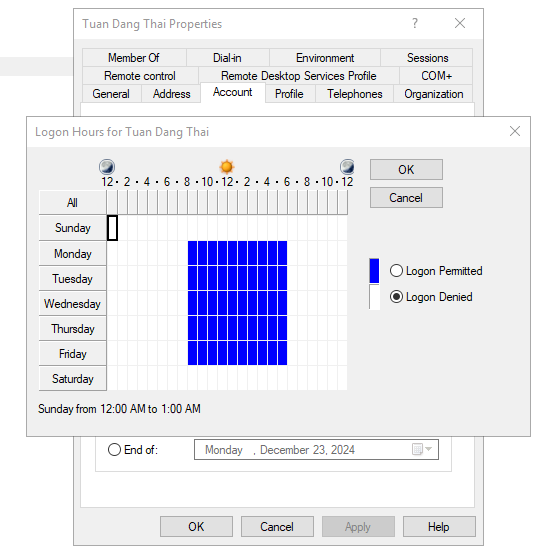 Tuan Dang Thai Properties
?
Member Of Dial-in Environment Sessions
Remote control Remote Desktop Services Profile COM+
General Address Account Profile Telephones Organization
Logon Hours for Tuan Dang Thai
12 · 2 · 4 · 6 · 8 · 10 · 12 · 2 · 4 · 6 · 8 · 10 · 12
All
Sunday
Monday
Tuesday
Wednesday
Thursday
Friday
Saturday
OK
Cancel
Logon Permitted
Logon Denied
Sunday from 12:00 AM to 1:00 AM
End of: Monday , December 23, 2024
OK Cancel Apply Help